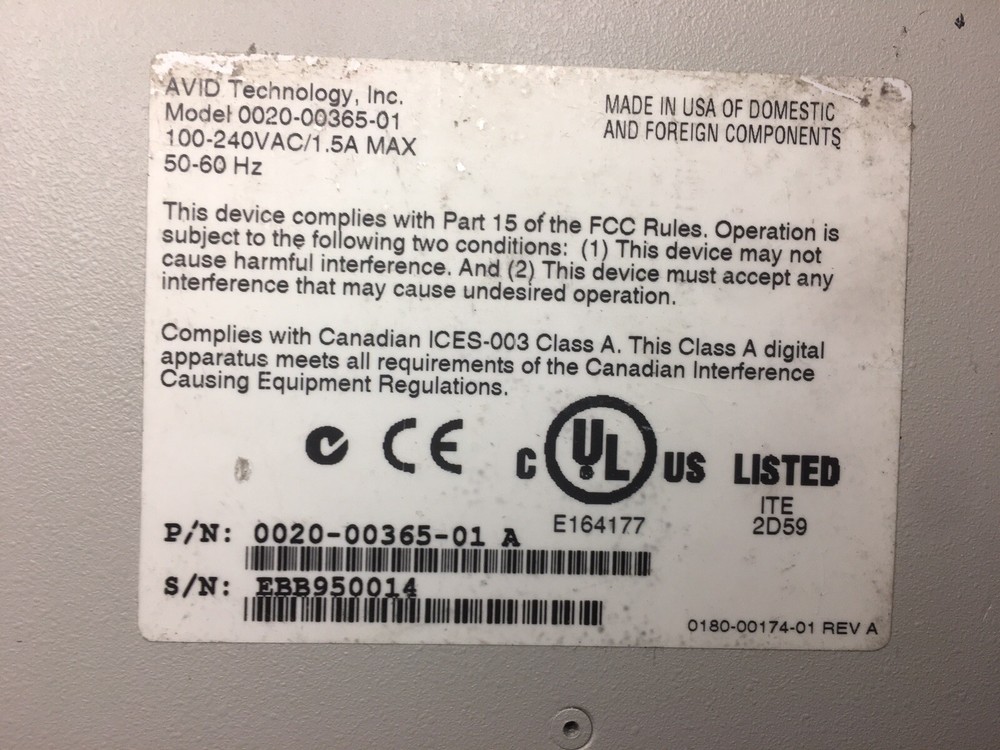 AVID Technology, Inc.
Model 0020-00365-01
100-240VAC/1.5A MAX
50-60 Hz
MADE IN USA OF DOMESTIC
AND FOREIGN COMPONENTS
This device complies with Part 15 of the FCC Rules. Operation is
subject to the following two conditions: (1) This device may not
cause harmful interference. And (2) This device must accept any
interference that may cause undesired operation.
Complies with Canadian ICES-003 Class A. This Class A digital
apparatus meets all requirements of the Canadian Interference
Causing Equipment Regulations.
CE C UL US LISTED
E164177
ITE
2D59
P/N: 0020-00365-01 A
S/N: EBB950014
0180-00174-01 REV A